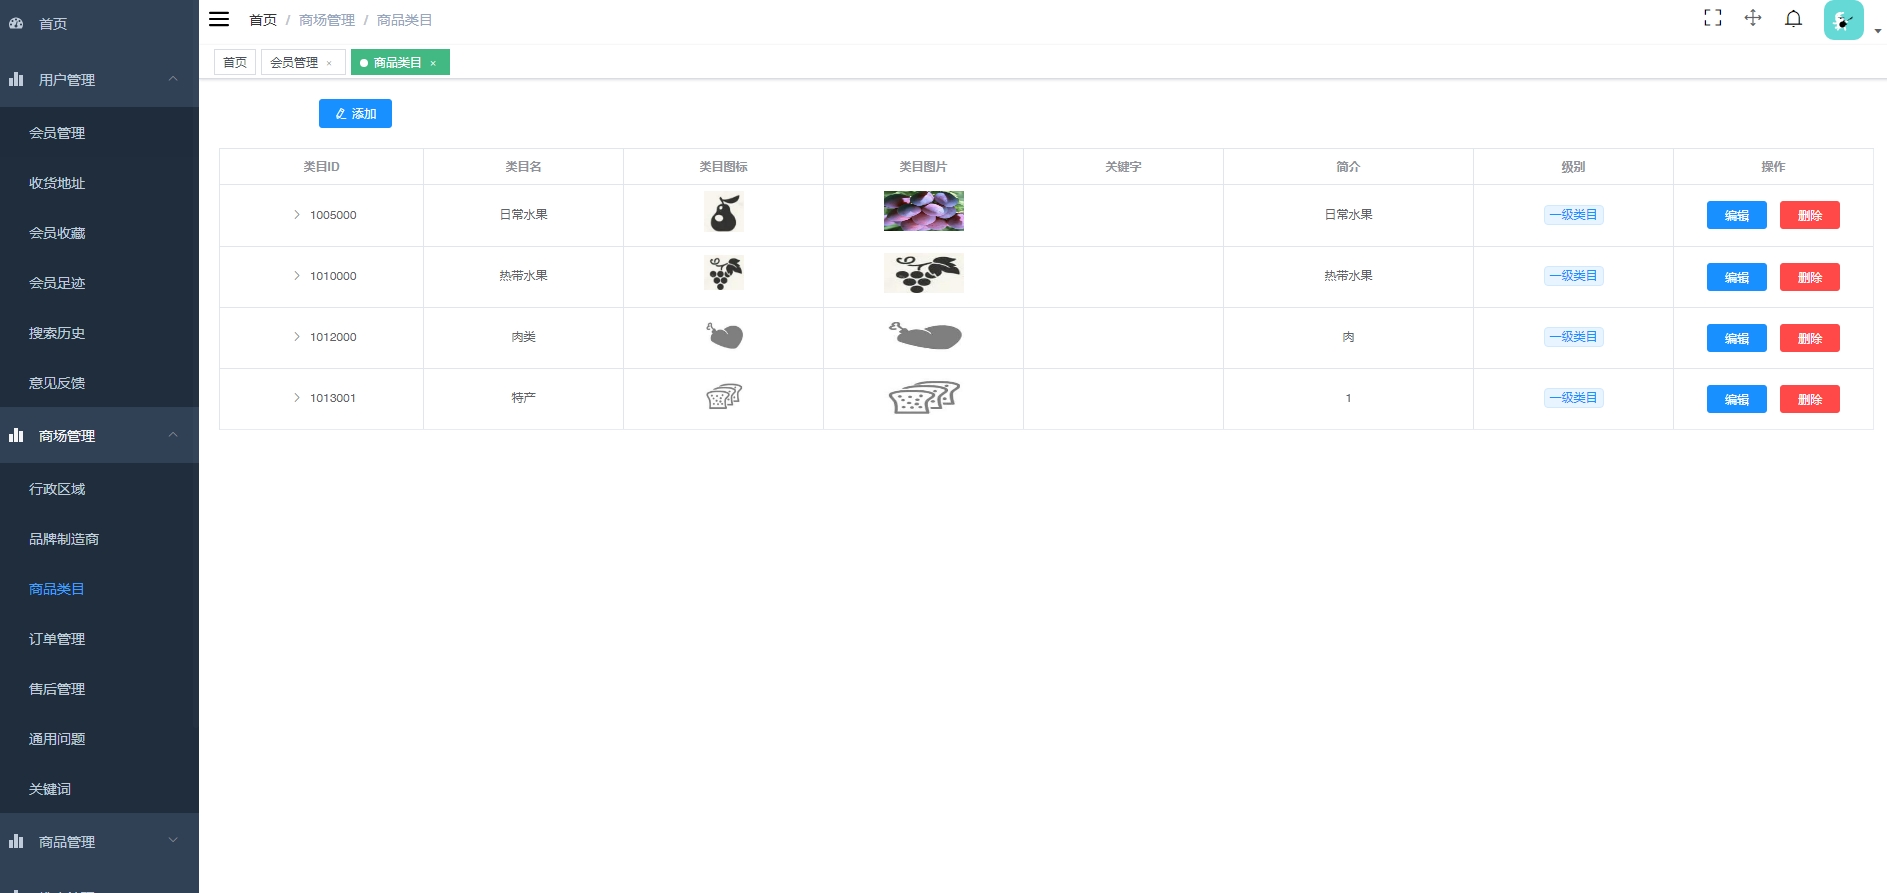 首页
用户管理
会员管理
收货地址
会员收藏
会员足迹
搜索历史
意见反馈
商场管理
行政区域
品牌制造商
商品类目
订单管理
售后管理
通用问题
关键词
商品管理
首页 / 商场管理 / 商品类目
首页 会员管理 × 商品类目 ×
添加
类目ID 类目名 类目图标 类目图片 关键字 简介 级别 操作
1005000 日常水果 日常水果 一级类目 编辑 删除
1010000 热带水果 热带水果 一级类目 编辑 删除
1012000 肉类 肉 一级类目 编辑 删除
1013001 特产 1 一级类目 编辑 删除